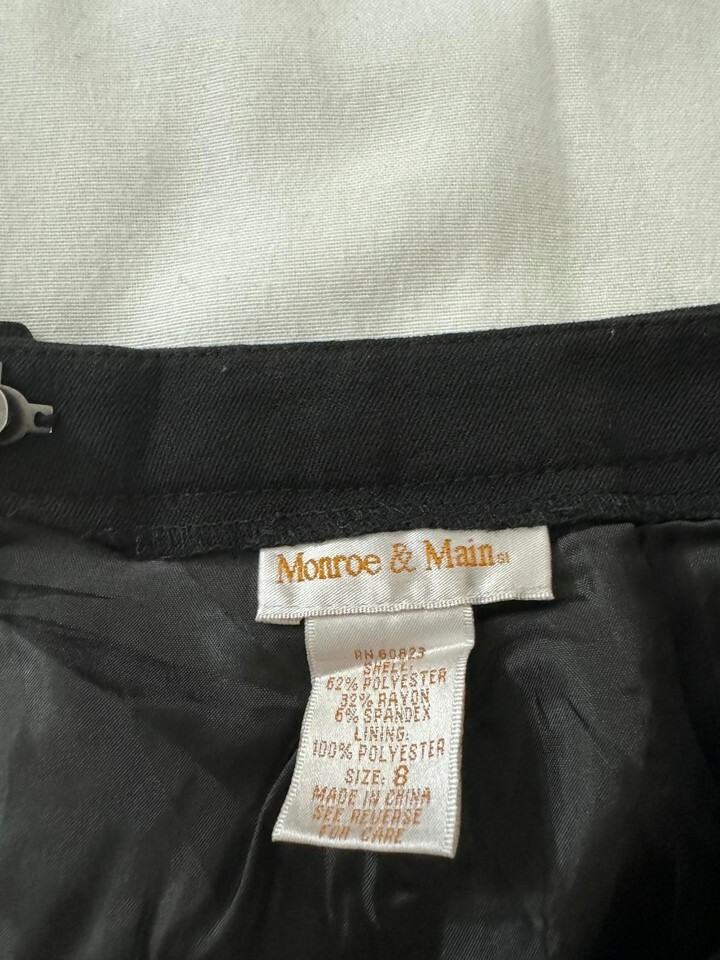 Monroe & Main SM
RN 60823
SHELL:
62% POLYESTER
32% RAYON
6% SPANDEX
LINING:
100% POLYESTER
SIZE: 8
MADE IN CHINA
SEE REVERSE
FOR CARE